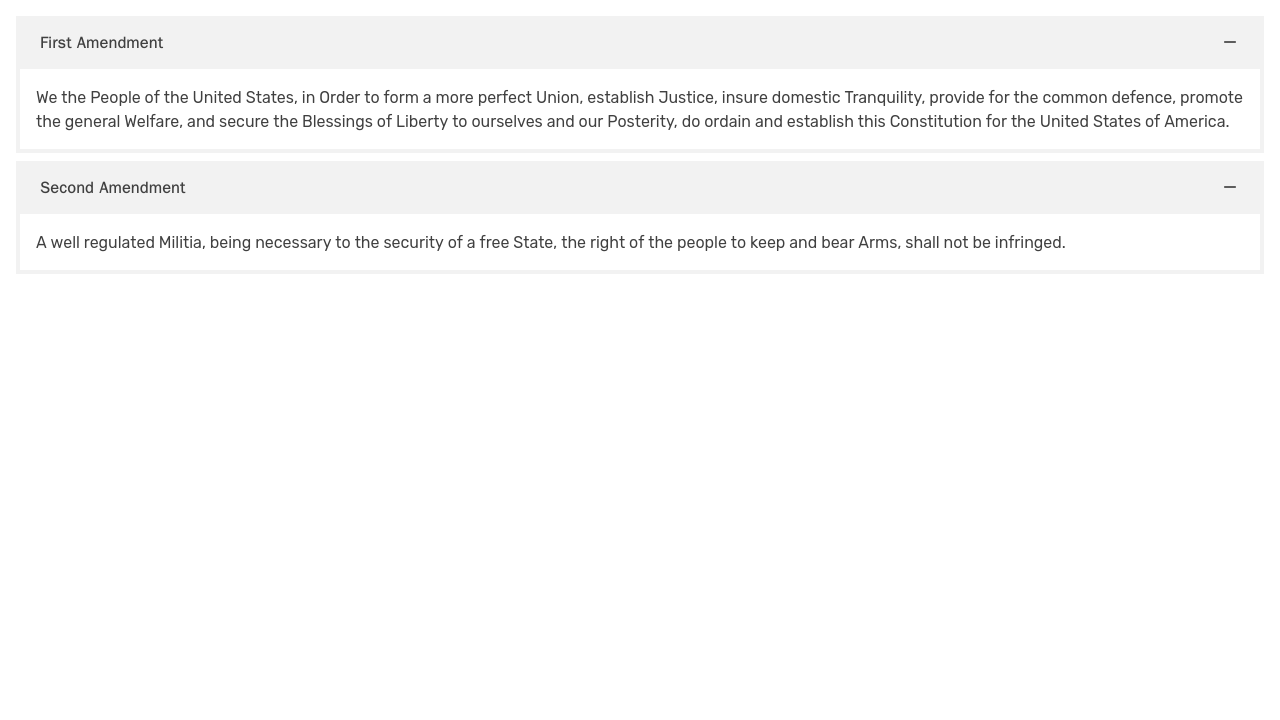 First Amendment
We the People of the United States, in Order to form a more perfect Union, establish Justice, insure domestic Tranquility, provide for the common defence, promote
the general Welfare, and secure the Blessings of Liberty to ourselves and our Posterity, do ordain and establish this Constitution for the United States of America.
Second Amendment
A well regulated Militia, being necessary to the security of a free State, the right of the people to keep and bear Arms, shall not be infringed.